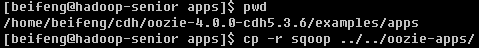 [beifeng@hadoop-senior apps]$ pwd
/home/beifeng/cdh/oozie-4.0.0-cdh5.3.6/examples/apps
[beifeng@hadoop-senior apps]$ cp -r sqoop ../../oozie-apps/